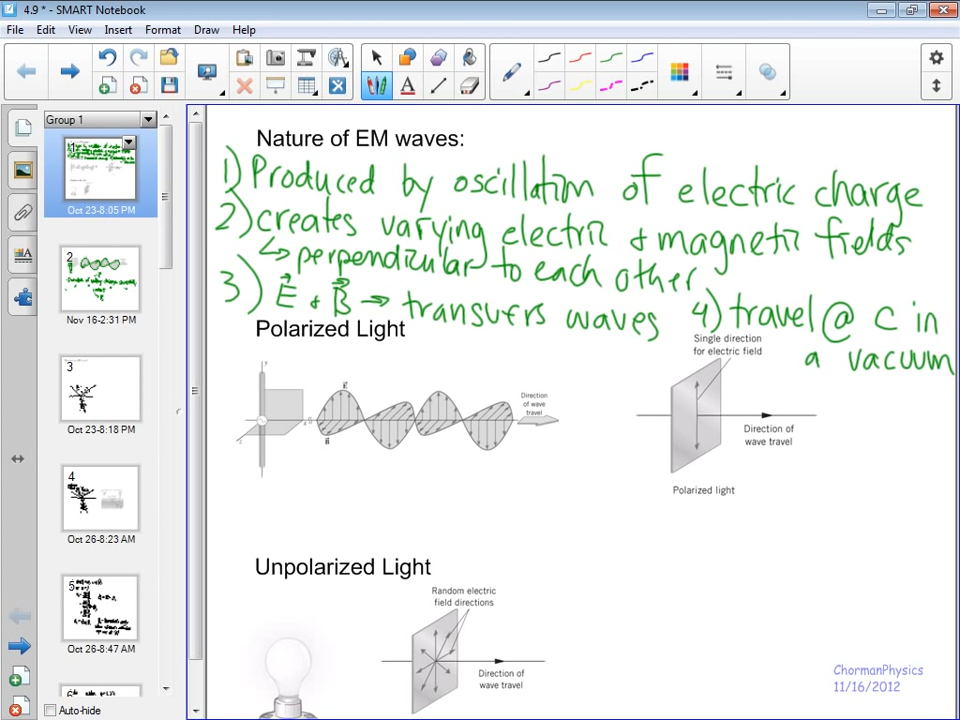 4.9 * - SMART Notebook
File Edit View Insert Format Draw Help
Group 1
1
Oct 23-8:05 PM
2
Nov 16-2:31 PM
3
Oct 23-8:18 PM
4
Oct 26-8:23 AM
5
Oct 26-8:47 AM
Auto-hide
Nature of EM waves:
1) Produced by oscillation of electric charge
2) creates varying electric + magnetic fields
↳ perpendicular to each other
3) E + B → transvers waves 4) travel @ c in
a vacuum
Polarized Light
Direction
of wave
travel
Single direction
for electric field
Direction of
wave travel
Polarized light
Unpolarized Light
Random electric
field directions
Direction of
wave travel
ChormanPhysics
11/16/2012